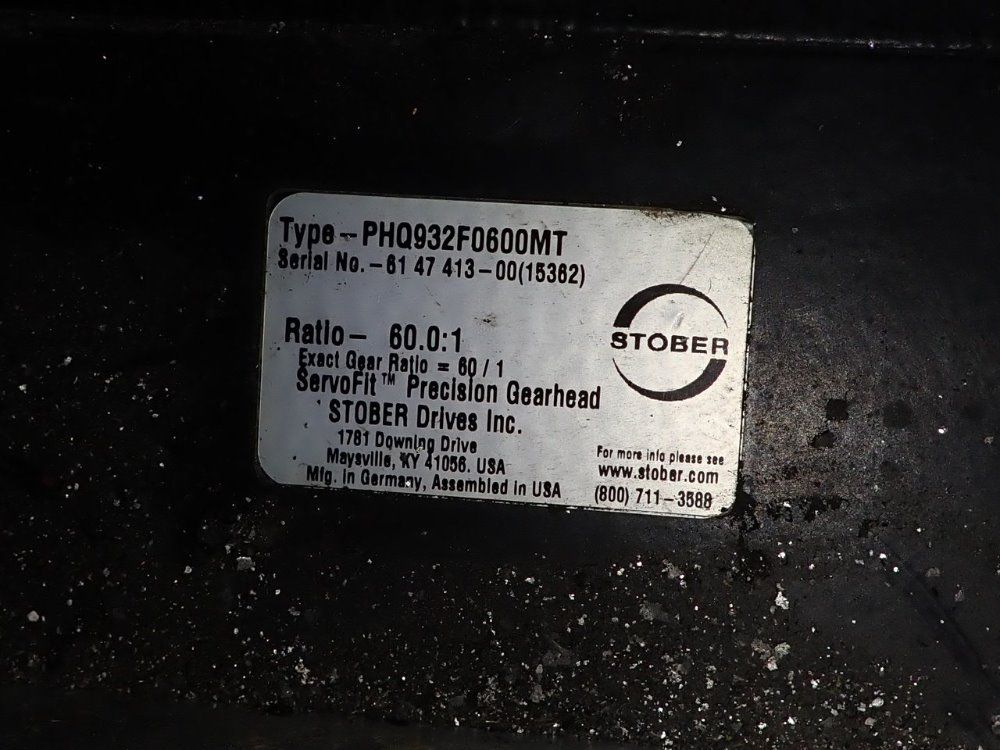 Type – PHQ932F0600MT
Serial No. – 61 47 413–00(15362)
Ratio – 60.0:1
Exact Gear Ratio = 60 / 1
ServoFit™ Precision Gearhead
STOBER Drives Inc.
1781 Downing Drive
Maysville, KY 41056. USA
Mfg. in Germany, Assembled in USA
STOBER
For more info please see
www.stober.com
(800) 711–3588